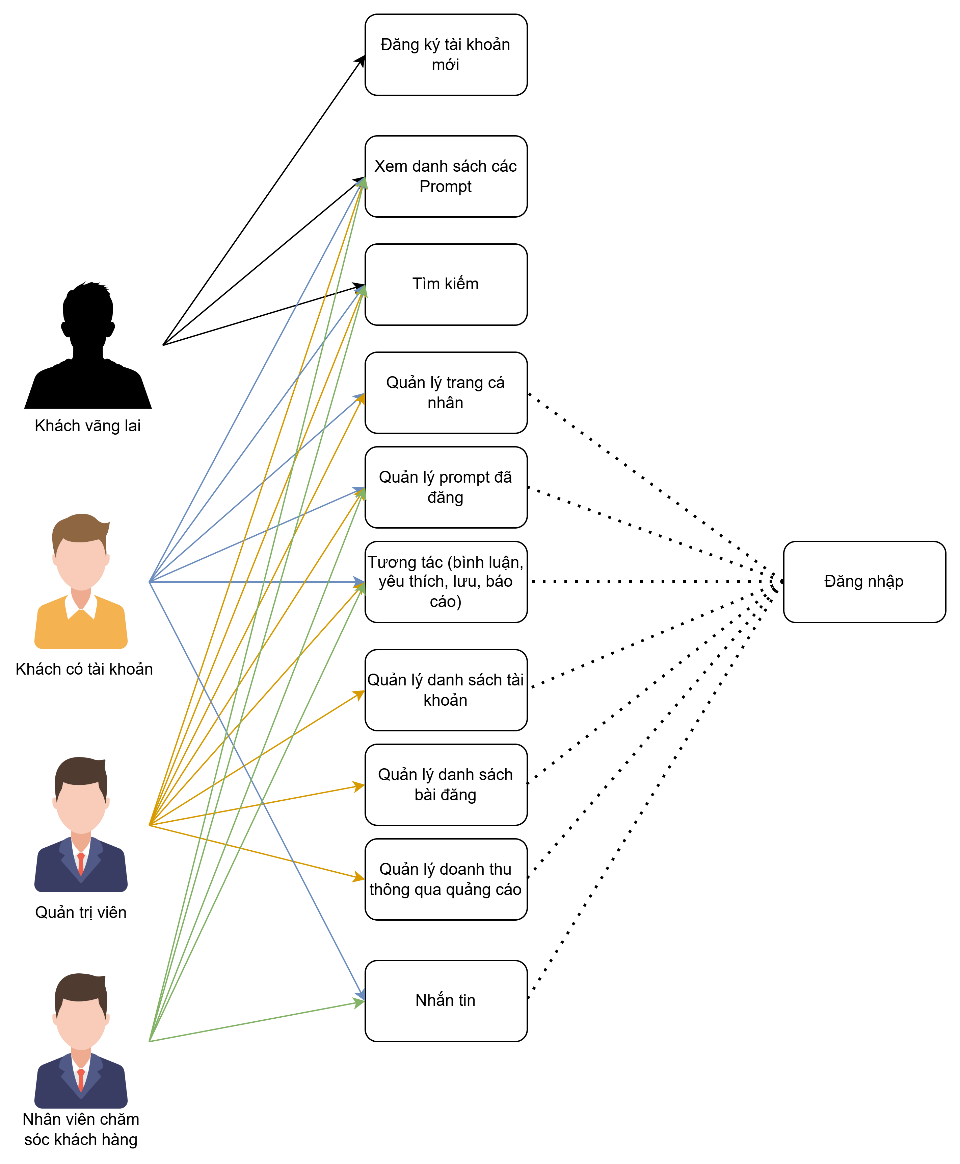 Đăng ký tài khoản
mới
Xem danh sách các
Prompt
Tìm kiếm
Quản lý trang cá
nhân
Quản lý prompt đã
đăng
Tương tác (bình luận,
yêu thích, lưu, báo
cáo)
Quản lý danh sách tài
khoản
Quản lý danh sách
bài đăng
Quản lý doanh thu
thông qua quảng cáo
Nhắn tin
Đăng nhập
Khách vãng lai
Khách có tài khoản
Quản trị viên
Nhân viên chăm
sóc khách hàng